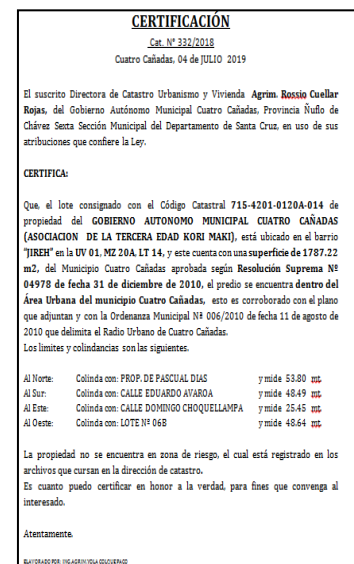 CERTIFICACIÓN
Cat. Nº 332/2018
Cuatro Cañadas, 04 de JULIO 2019
El suscrito Directora de Catastro Urbanismo y Vivienda Agrim. Rossio Cuellar
Rojas, del Gobierno Autónomo Municipal Cuatro Cañadas, Provincia Ñuflo de
Chávez Sexta Sección Municipal del Departamento de Santa Cruz, en uso de sus
atribuciones que confiere la Ley.
CERTIFICA:
Que, el lote consignado con el Código Catastral 715-4201-0120A-014 de
propiedad del GOBIERNO AUTONOMO MUNICIPAL CUATRO CAÑADAS
(ASOCIACION DE LA TERCERA EDAD KORI MAKI), está ubicado en el barrio
"JIREH" en la UV 01, MZ 20A, LT 14, y este cuenta con una superficie de 1787.22
m2, del Municipio Cuatro Cañadas aprobada según Resolución Suprema Nº
04978 de fecha 31 de diciembre de 2010, el predio se encuentra dentro del
Área Urbana del municipio Cuatro Cañadas, esto es corroborado con el plano
que adjuntan y con la Ordenanza Municipal Nª 006/2010 de fecha 11 de agosto de
2010 que delimita el Radio Urbano de Cuatro Cañadas.
Los limites y colindancias son las siguientes.
Al Norte: Colinda con: PROP. DE PASCUAL DIAS y mide 53.80 mt.
Al Sur: Colinda con: CALLE EDUARDO AVAROA y mide 48.49 mt.
Al Este: Colinda con: CALLE DOMINGO CHOQUELLAMPA y mide 25.45 mt.
Al Oeste: Colinda con: LOTE Nº 06B y mide 48.64 mt.
La propiedad no se encuentra en zona de riesgo, el cual está registrado en los
archivos que cursan en la dirección de catastro.
Es cuanto puedo certificar en honor a la verdad, para fines que convenga al
interesado.
Atentamente.
ELAVORADO POR: ING.AGRIM.YOLA COLQUE PACO